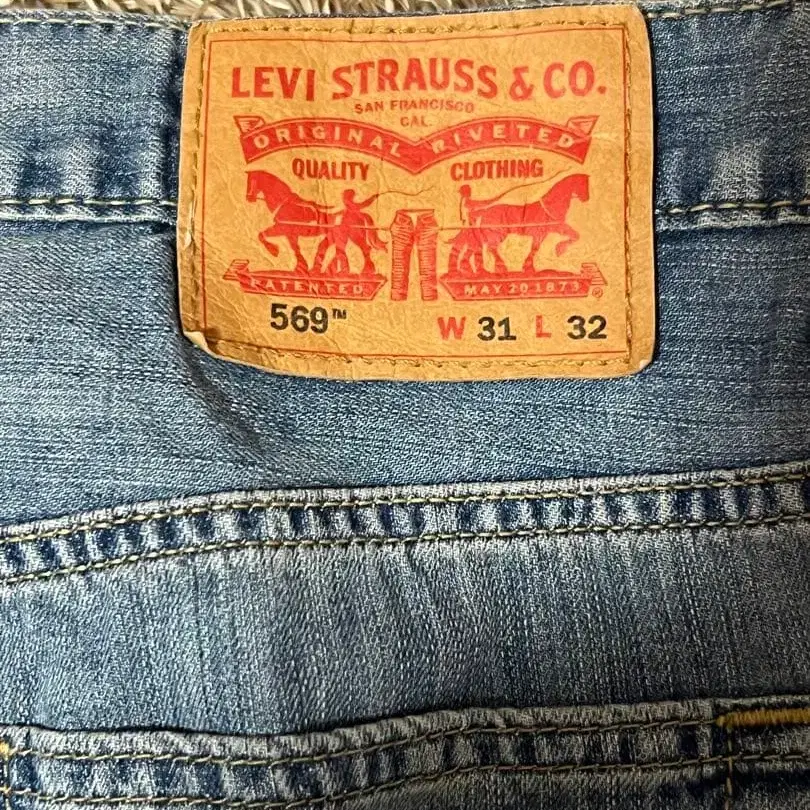 LEVI STRAUSS & CO.
SAN FRANCISCO
CAL.
ORIGINAL RIVETED
QUALITY CLOTHING
PATENTED MAY 20 1873 ®
569™ W 31 L 32